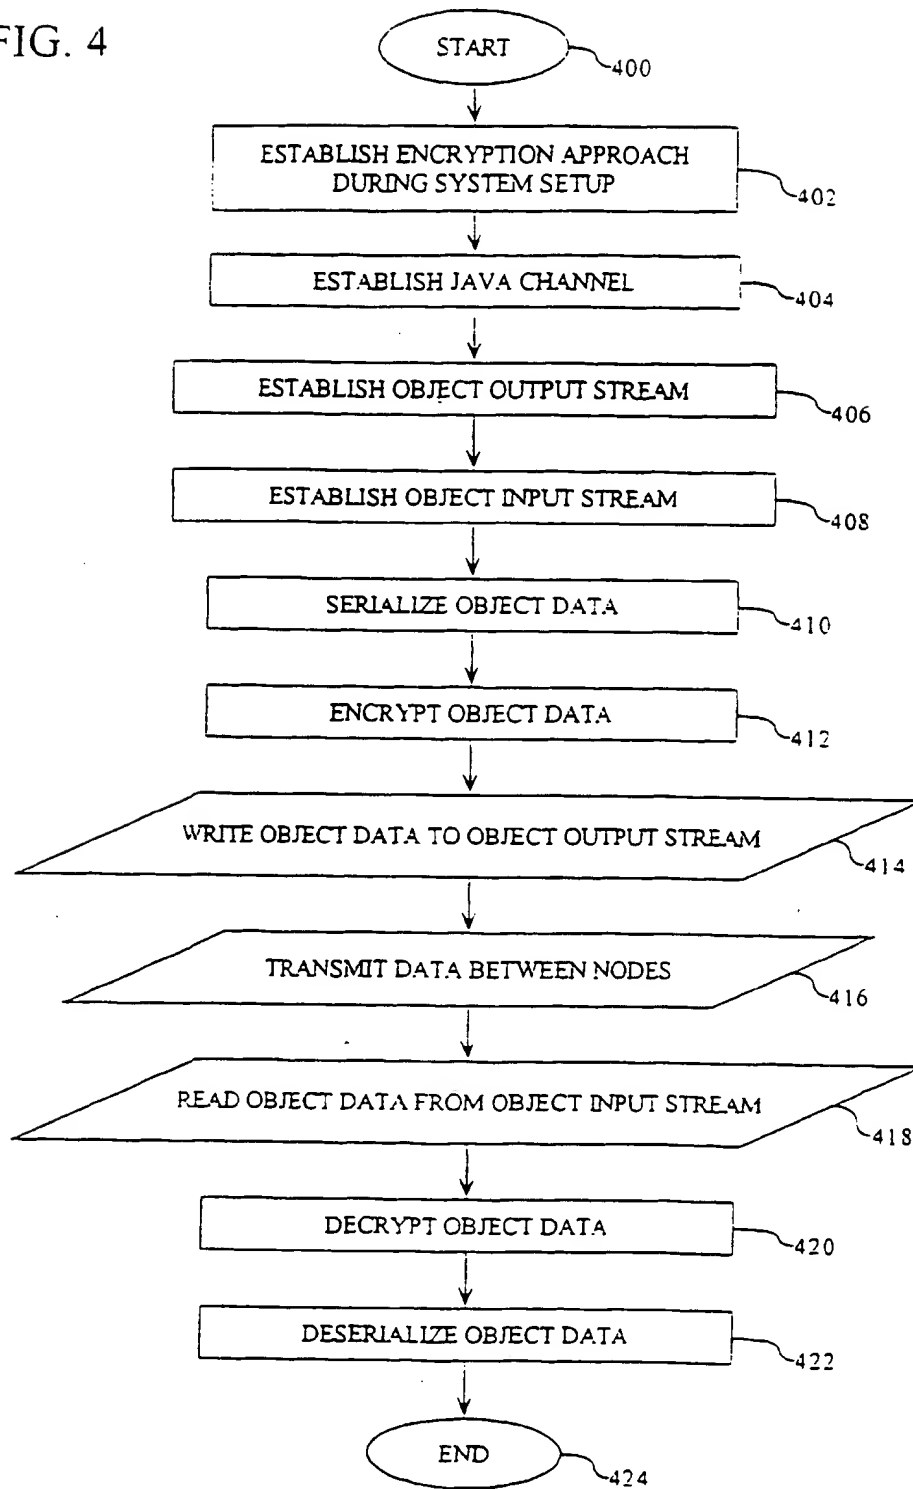 FIG. 4
START
400
ESTABLISH ENCRYPTION APPROACH
DURING SYSTEM SETUP
402
ESTABLISH JAVA CHANNEL
404
ESTABLISH OBJECT OUTPUT STREAM
406
ESTABLISH OBJECT INPUT STREAM
408
SERIALIZE OBJECT DATA
410
ENCRYPT OBJECT DATA
412
WRITE OBJECT DATA TO OBJECT OUTPUT STREAM
414
TRANSMIT DATA BETWEEN NODES
416
READ OBJECT DATA FROM OBJECT INPUT STREAM
418
DECRYPT OBJECT DATA
420
DESERIALIZE OBJECT DATA
422
END
424